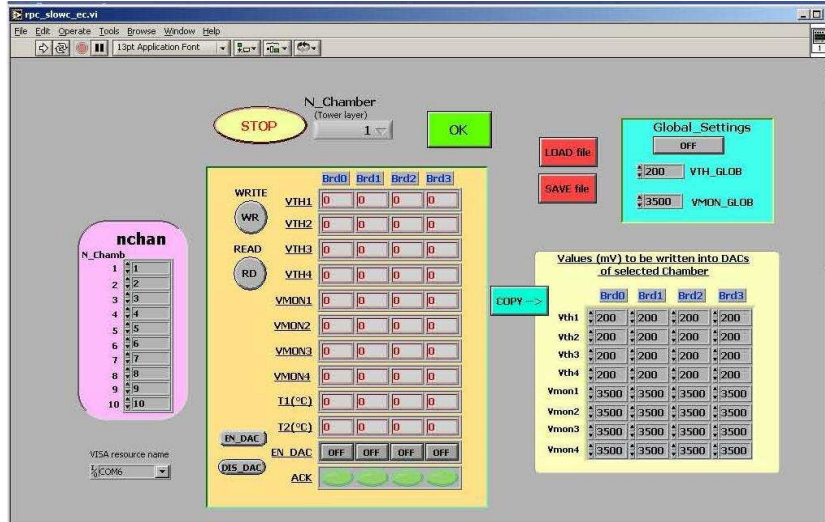 rpc_slowc_ec.vi
File Edit Operate Tools Browse Window Help
13pt Application Font
1
N_Chamber
(Tower layer)
STOP
1
OK
LOAD file
SAVE file
Global_Settings
OFF
200 VTH_GLOB
3500 VMON_GLOB
Brd0 Brd1 Brd2 Brd3
WRITE
WR
READ
RD
VTH1 0 0 0 0
VTH2 0 0 0 0
VTH3 0 0 0 0
VTH4 0 0 0 0
VMON1 0 0 0 0
VMON2 0 0 0 0
VMON3 0 0 0 0
VMON4 0 0 0 0
T1(°C) 0 0 0 0
T2(°C) 0 0 0 0
EN_DAC
EN_DAC OFF OFF OFF OFF
DIS_DAC
ACK
nchan
N_Chamb
1 1
2 2
3 3
4 4
5 5
6 6
7 7
8 8
9 9
10 10
VISA resource name
COM6
COPY -->
Values (mV) to be written into DACs
of selected Chamber
Brd0 Brd1 Brd2 Brd3
Vth1 200 200 200 200
Vth2 200 200 200 200
Vth3 200 200 200 200
Vth4 200 200 200 200
Vmon1 3500 3500 3500 3500
Vmon2 3500 3500 3500 3500
Vmon3 3500 3500 3500 3500
Vmon4 3500 3500 3500 3500